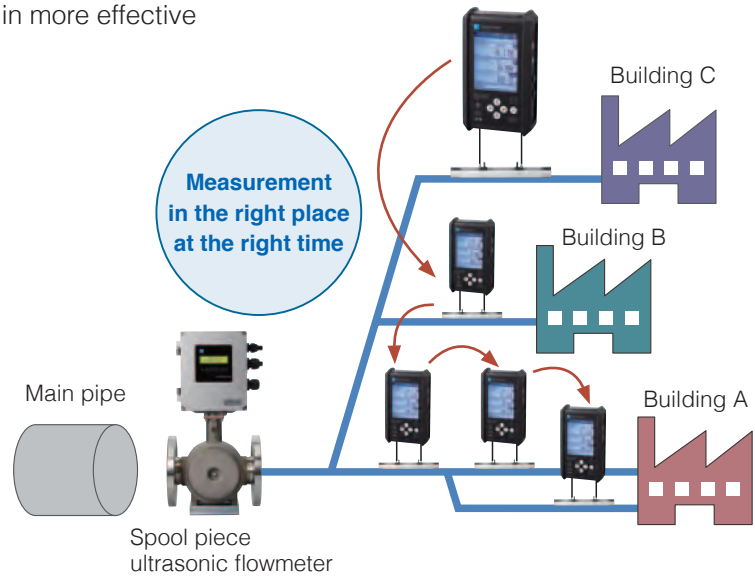 in more effective
Building C
Measurement
in the right place
at the right time
Building B
Main pipe
Building A
Spool piece
ultrasonic flowmeter